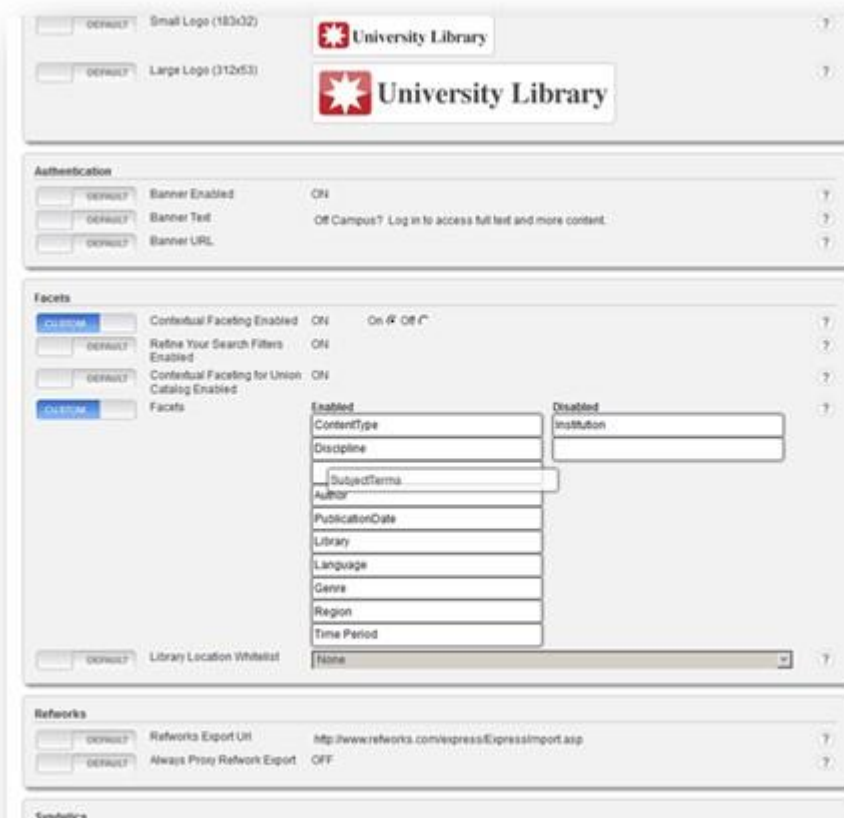 DEFAULT Small Logo (183x32) University Library ?
DEFAULT Large Logo (312x53) University Library ?
Authentication
DEFAULT Banner Enabled ON ?
DEFAULT Banner Text Off Campus? Log in to access full text and more content. ?
DEFAULT Banner URL ?
Facets
CUSTOM Contextual Faceting Enabled ON On Off ?
DEFAULT Refine Your Search Filters Enabled ON ?
DEFAULT Contextual Faceting for Union Catalog Enabled ON ?
CUSTOM Facets Enabled Disabled ?
ContentType Institution
Discipline
SubjectTerms
Author
PublicationDate
Library
Language
Genre
Region
Time Period
DEFAULT Library Location Whitelist None ?
Refworks
DEFAULT Refworks Export Url http://www.refworks.com/express/ExpressImport.asp ?
DEFAULT Always Proxy Refwork Export OFF ?
Syndetics